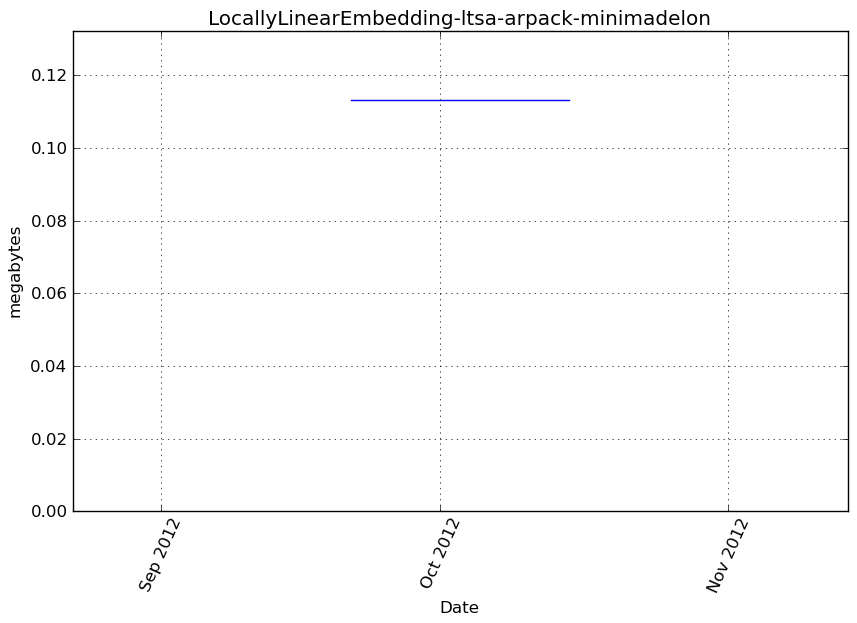 LocallyLinearEmbedding-ltsa-arpack-minimadelon
0.12
0.10
0.08
0.06
0.04
0.02
0.00
megabytes
Sep 2012
Oct 2012
Nov 2012
Date